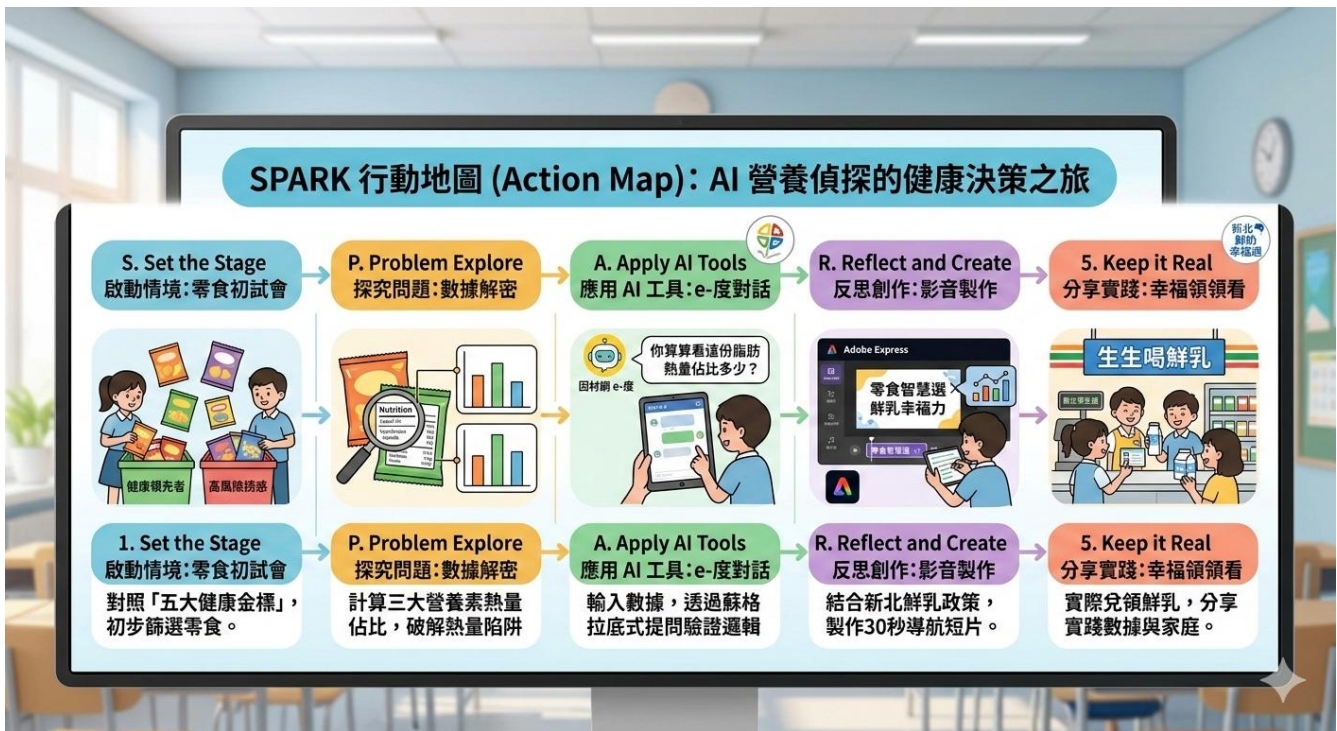 SPARK 行動地圖 (Action Map): AI 營養偵探的健康決策之旅
新北
幸福週
S. Set the Stage
啟動情境:零食初試會
P. Problem Explore
探究問題:數據解密
A. Apply AI Tools
應用 AI 工具:e-度對話
R. Reflect and Create
反思創作:影音製作
5. Keep it Real
分享實踐:幸福領領看
健康領先者
高風險誘惑
Nutrition
因材網 e-度
你算算看這份脂肪
熱量佔比多少?
Adobe Express
零食智慧選
鮮乳幸福力
生生喝鮮乳
1. Set the Stage
啟動情境:零食初試會
P. Problem Explore
探究問題:數據解密
A. Apply AI Tools
應用 AI 工具:e-度對話
R. Reflect and Create
反思創作:影音製作
5. Keep it Real
分享實踐:幸福領領看
對照「五大健康金標」,
初步篩選零食。
計算三大營養素熱量
佔比,破解熱量陷阱
輸入數據,透過蘇格
拉底式提問驗證邏輯
結合新北鮮乳政策,
製作30秒導航短片。
實際兌領鮮乳,分享
實踐數據與家庭。